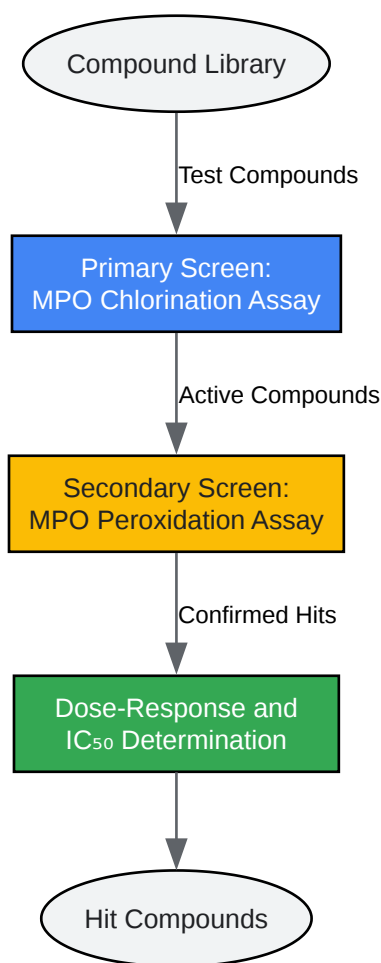 Compound Library
Test Compounds
Primary Screen:
MPO Chlorination Assay
Active Compounds
Secondary Screen:
MPO Peroxidation Assay
Confirmed Hits
Dose-Response and
IC₅₀ Determination
Hit Compounds